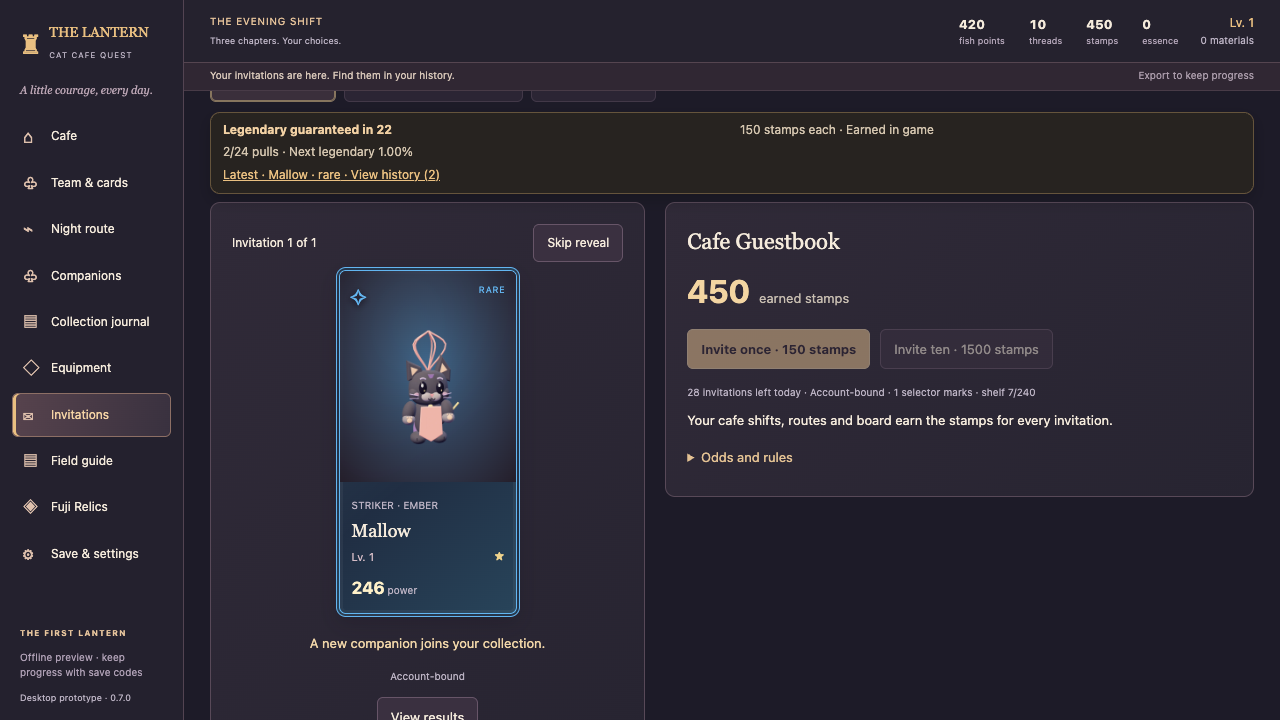 THE LANTERN
CAT CAFE QUEST
A little courage, every day.
Cafe
Team & cards
Night route
Companions
Collection journal
Equipment
Invitations
Field guide
Fuji Relics
Save & settings
THE FIRST LANTERN
Offline preview · keep
progress with save codes
Desktop prototype · 0.7.0
THE EVENING SHIFT
Three chapters. Your choices.
420
fish points
10
threads
450
stamps
0
essence
Lv. 1
0 materials
Your invitations are here. Find them in your history.
Export to keep progress
Legendary guaranteed in 22
150 stamps each · Earned in game
2/24 pulls · Next legendary 1.00%
Latest · Mallow · rare · View history (2)
Invitation 1 of 1
Skip reveal
RARE
STRIKER · EMBER
Mallow
Lv. 1
246 power
A new companion joins your collection.
Account-bound
View results
Cafe Guestbook
450 earned stamps
Invite once · 150 stamps
Invite ten · 1500 stamps
28 invitations left today · Account-bound · 1 selector marks · shelf 7/240
Your cafe shifts, routes and board earn the stamps for every invitation.
Odds and rules